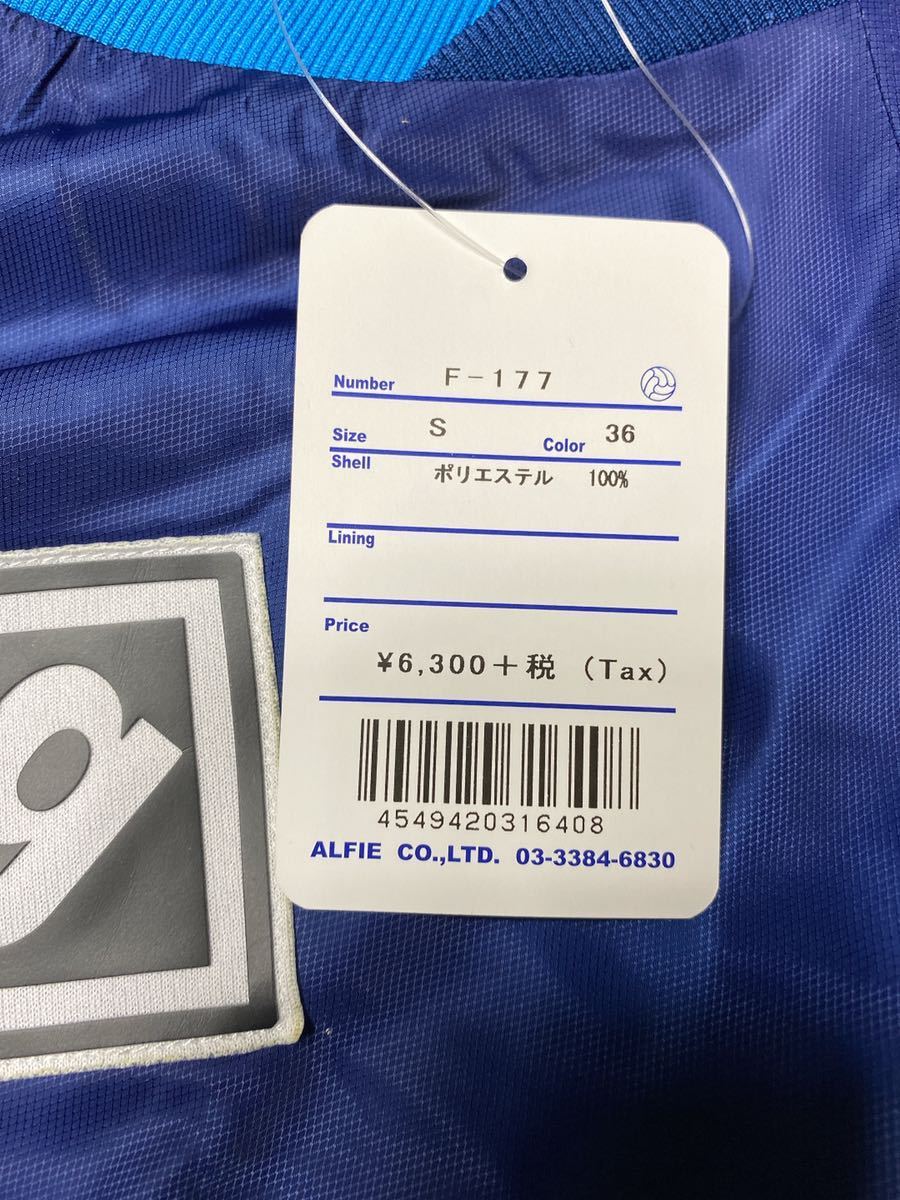 Number F-177
Size S Color 36
Shell ポリエステル 100%
Lining
Price
¥6,300+税 (Tax)
4549420316408
ALFIE CO.,LTD. 03-3384-6830
9